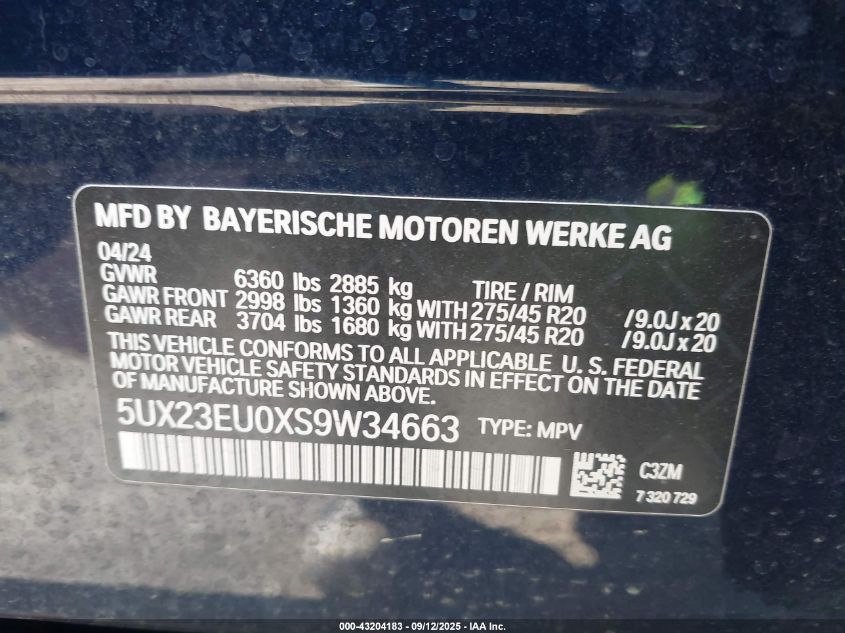 MFD BY BAYERISCHE MOTOREN WERKE AG
04/24
GVWR 6360 lbs 2885 kg TIRE / RIM
GAWR FRONT 2998 lbs 1360 kg WITH 275/45 R20 /9.0J x 20
GAWR REAR 3704 lbs 1680 kg WITH 275/45 R20 /9.0J x 20
THIS VEHICLE CONFORMS TO ALL APPLICABLE U. S. FEDERAL
MOTOR VEHICLE SAFETY STANDARDS IN EFFECT ON THE DATE
OF MANUFACTURE SHOWN ABOVE.
5UX23EU0XS9W34663 TYPE: MPV
C3ZM
7 320 729
000-43204183 - 09/12/2025 - IAA Inc.